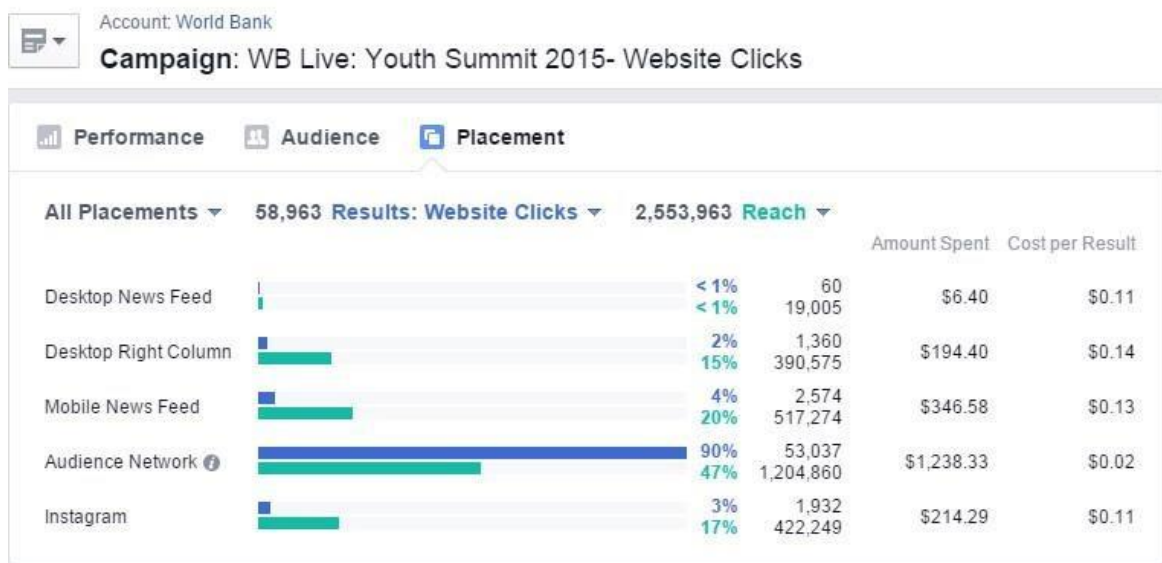 Account: World Bank
Campaign: WB Live: Youth Summit 2015- Website Clicks
Performance Audience Placement
All Placements 58,963 Results: Website Clicks 2,553,963 Reach
Amount Spent Cost per Result
Desktop News Feed < 1% 60 $6.40 $0.11
< 1% 19,005
Desktop Right Column 2% 1,360 $194.40 $0.14
15% 390,575
Mobile News Feed 4% 2,574 $346.58 $0.13
20% 517,274
Audience Network 90% 53,037 $1,238.33 $0.02
47% 1,204,860
Instagram 3% 1,932 $214.29 $0.11
17% 422,249